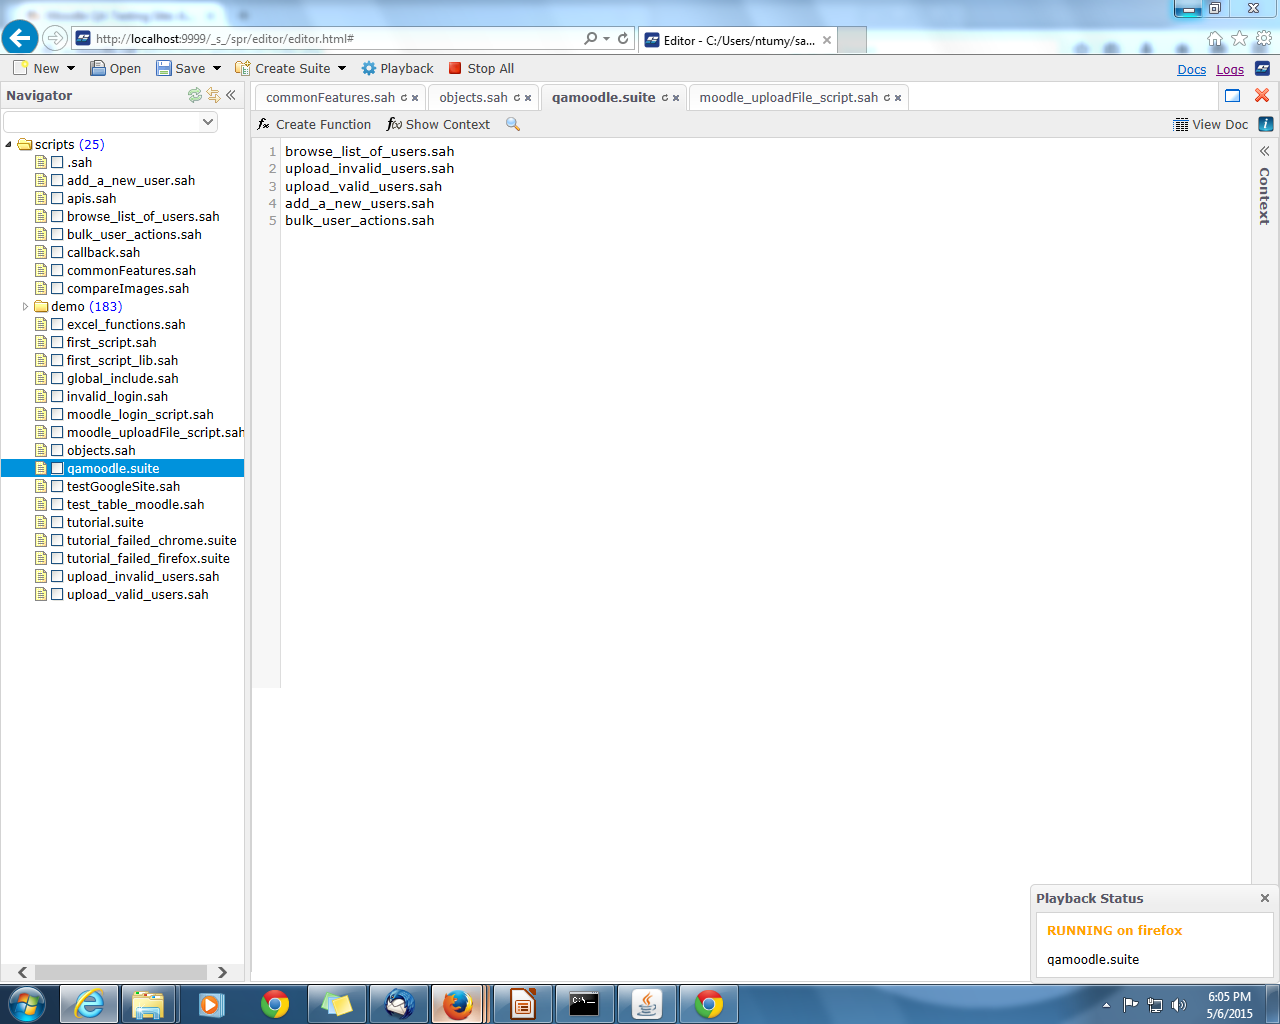 http://localhost:9999/_s_/spr/editor/editor.html#
Editor - C:/Users/ntumy/sa...
New Open Save Create Suite Playback Stop All Docs Logs
Navigator
commonFeatures.sah objects.sah qamoodle.suite moodle_uploadFile_script.sah
Create Function Show Context View Doc
scripts (25)
.sah
add_a_new_user.sah
apis.sah
browse_list_of_users.sah
bulk_user_actions.sah
callback.sah
commonFeatures.sah
compareImages.sah
demo (183)
excel_functions.sah
first_script.sah
first_script_lib.sah
global_include.sah
invalid_login.sah
moodle_login_script.sah
moodle_uploadFile_script.sah
objects.sah
qamoodle.suite
testGoogleSite.sah
test_table_moodle.sah
tutorial.suite
tutorial_failed_chrome.suite
tutorial_failed_firefox.suite
upload_invalid_users.sah
upload_valid_users.sah
1 browse_list_of_users.sah
2 upload_invalid_users.sah
3 upload_valid_users.sah
4 add_a_new_users.sah
5 bulk_user_actions.sah
Context
Playback Status
RUNNING on firefox
qamoodle.suite
6:05 PM
5/6/2015